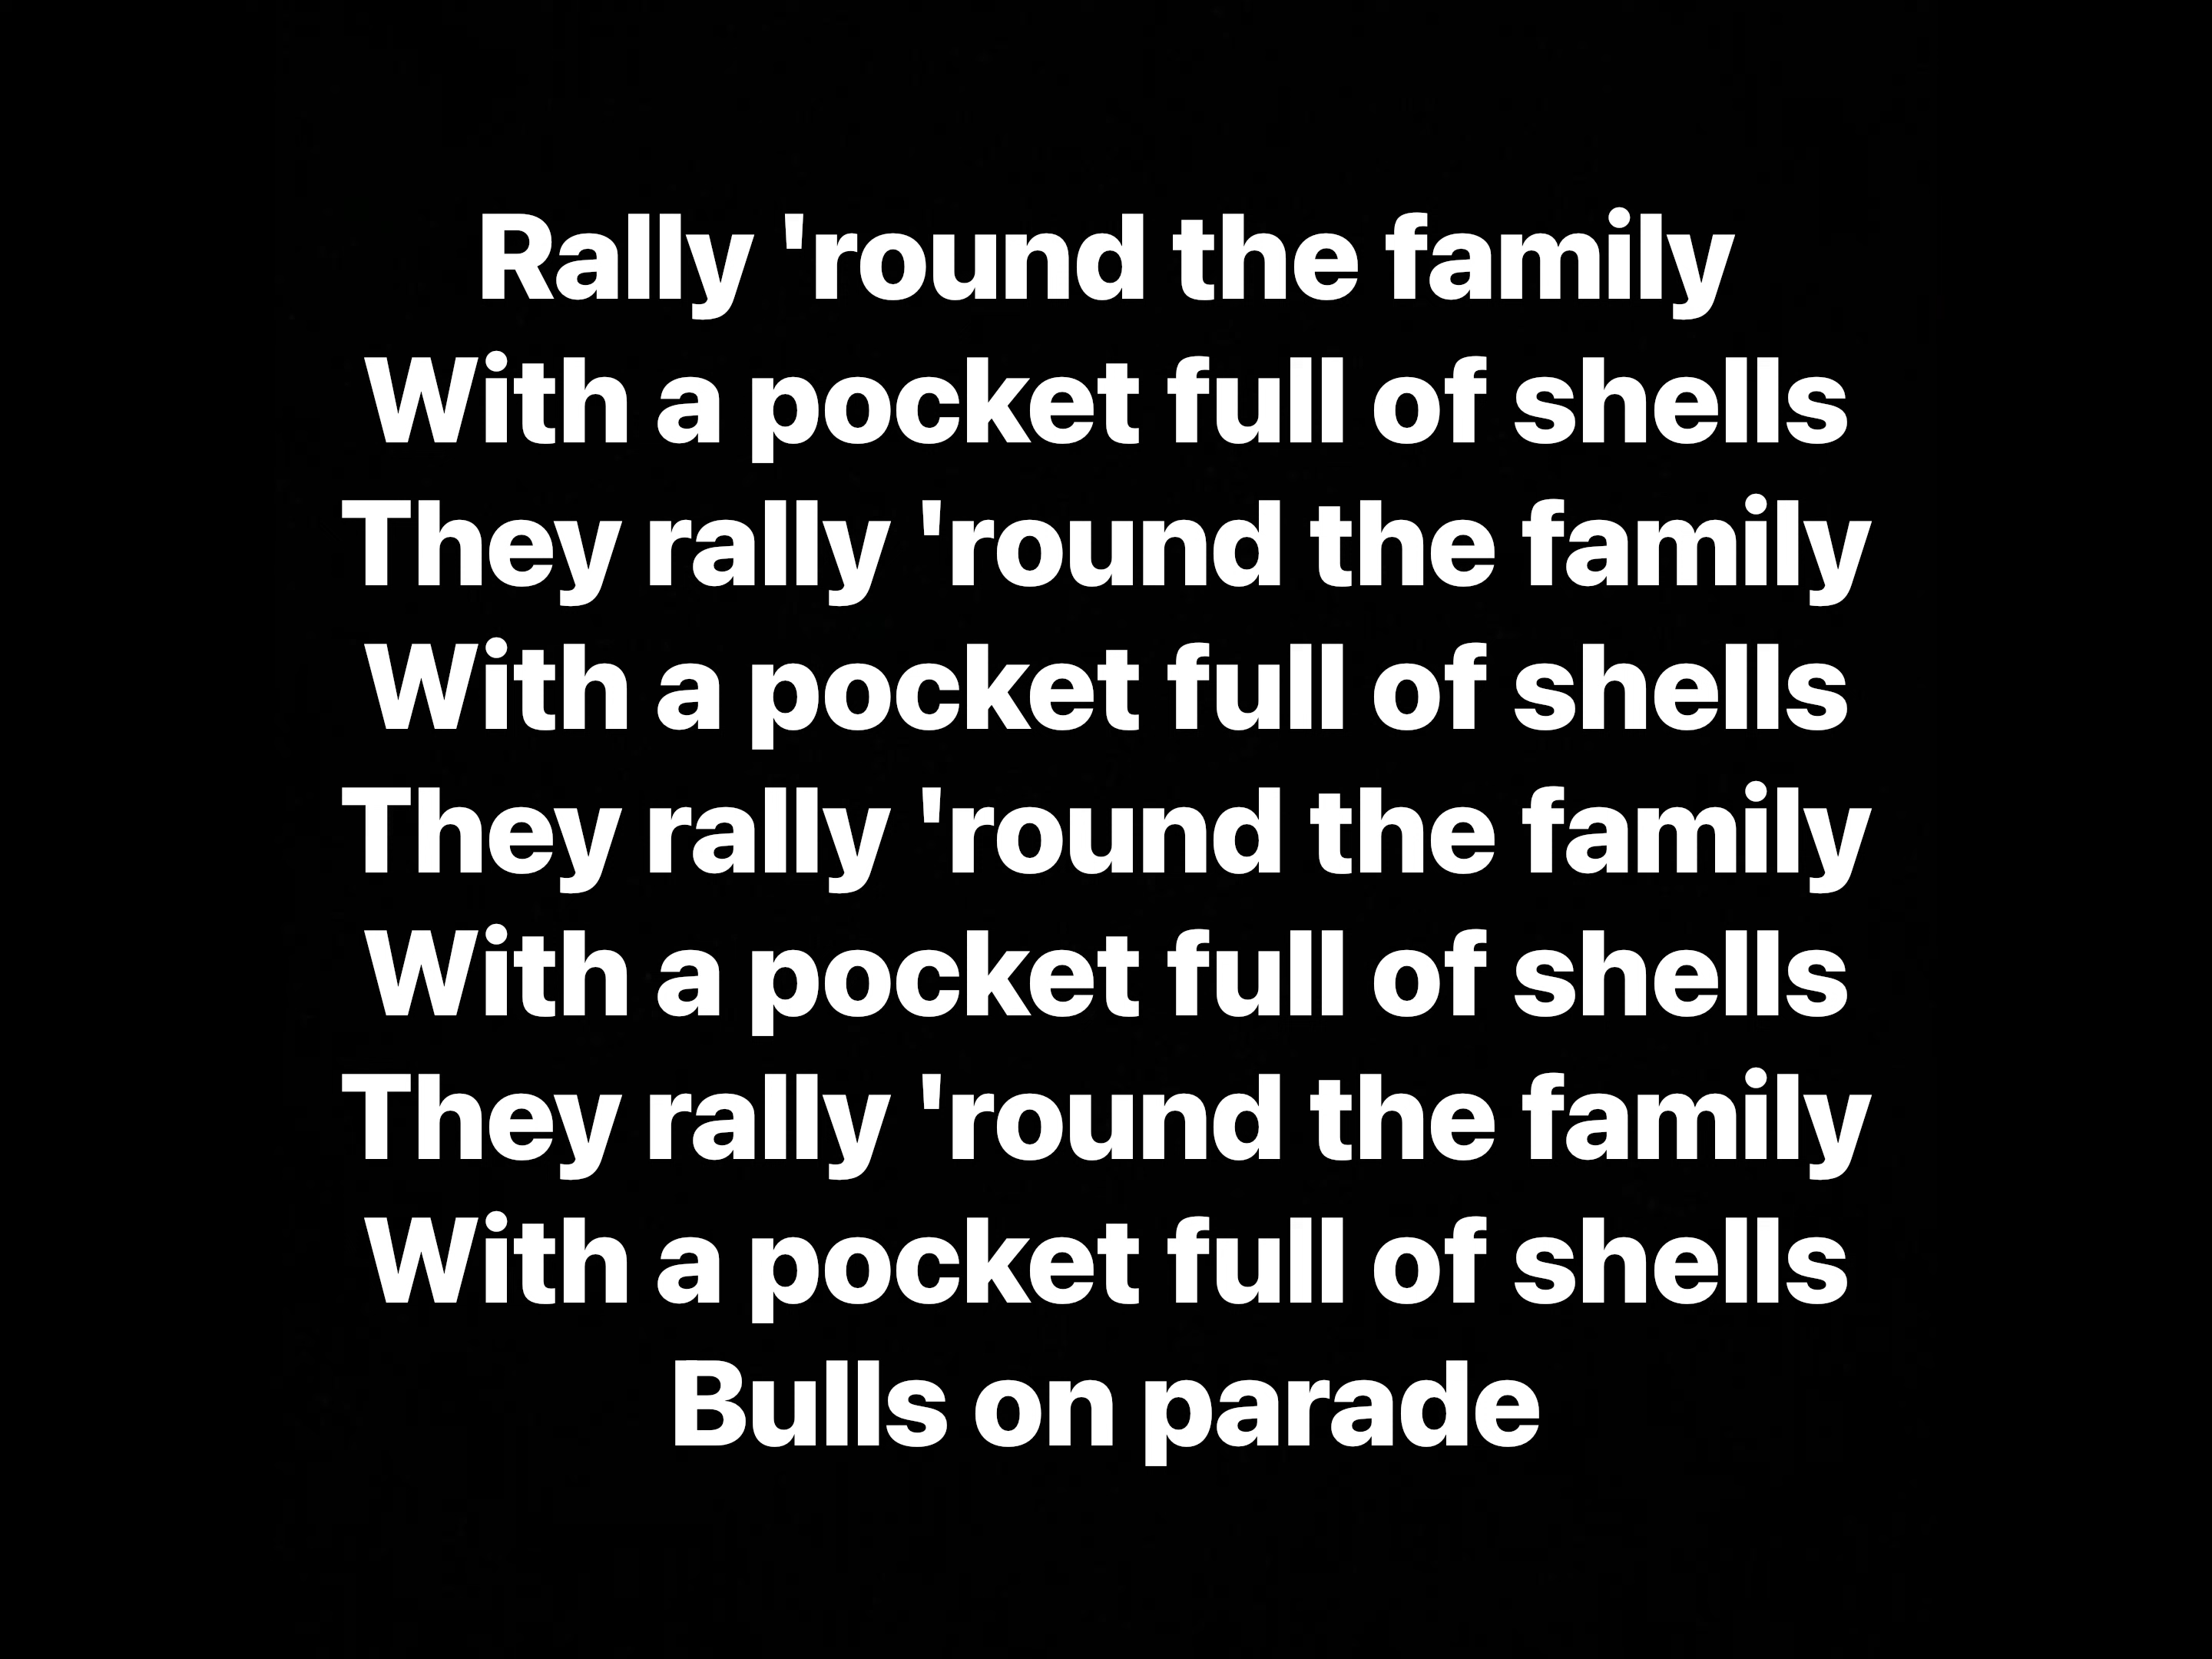 Rally 'round the family
With a pocket full of shells
They rally 'round the family
With a pocket full of shells
They rally 'round the family
With a pocket full of shells
They rally 'round the family
With a pocket full of shells
Bulls on parade